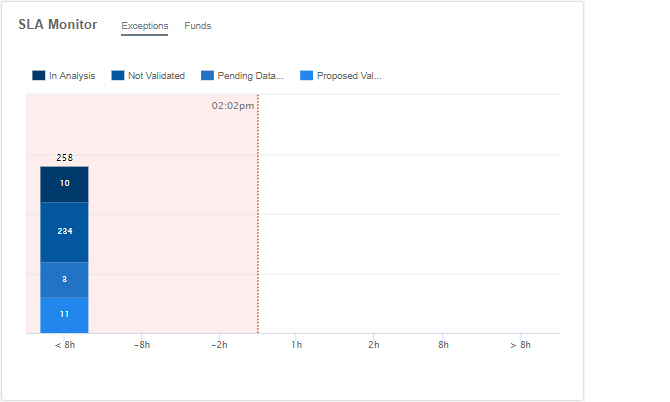 SLA Monitor Exceptions Funds
In Analysis Not Validated Pending Data... Proposed Val...
02:02pm
258
10
234
3
11
< 8h -8h -2h 1h 2h 8h > 8h